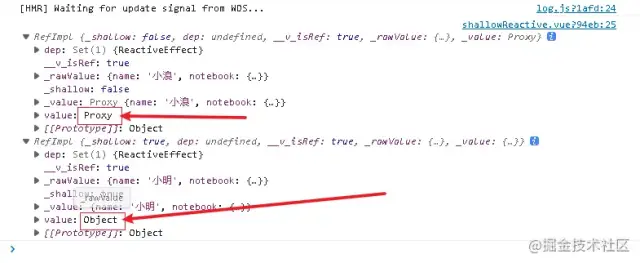 [HMR] Waiting for update signal from WDS... log.js?1afd:24
shallowReactive.vue?94eb:25
RefImpl {_shallow: false, dep: undefined, __v_isRef: true, _rawValue: {…}, _value: Proxy} i
▶ dep: Set(1) {ReactiveEffect}
__v_isRef: true
▶ _rawValue: {name: '小浪', notebook: {…}}
_shallow: false
▶ _value: Proxy {name: '小浪', notebook: {…}}
▶ value: Proxy
▶ [[Prototype]]: Object
RefImpl {_shallow: true, dep: undefined, __v_isRef: true, _rawValue: {…}, _value: {…}} i
▶ dep: Set(1) {ReactiveEffect}
__v_isRef: true
▶ _rawValue: {name: '小明', notebook: {…}}
_shallow: true
_rawValue
▶ _value: {name: '小明', notebook: {…}}
▶ value: Object
▶ [[Prototype]]: Object
@掘金技术社区